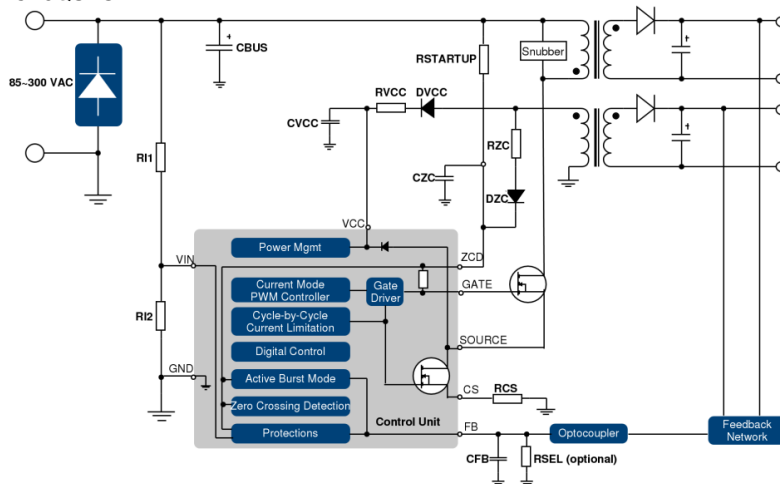 CBUS
RSTARTUP
Snubber
85~300 VAC
RVCC
DVCC
CVCC
RZC
RI1
CZC
DZC
VCC
Power Mgmt
VIN
ZCD
Current Mode
PWM Controller
Gate
Driver
GATE
RI2
Cycle-by-Cycle
Current Limitation
Digital Control
SOURCE
GND
Active Burst Mode
CS
RCS
Zero Crossing Detection
Protections
Control Unit
FB
Optocoupler
Feedback
Network
CFB
RSEL (optional)